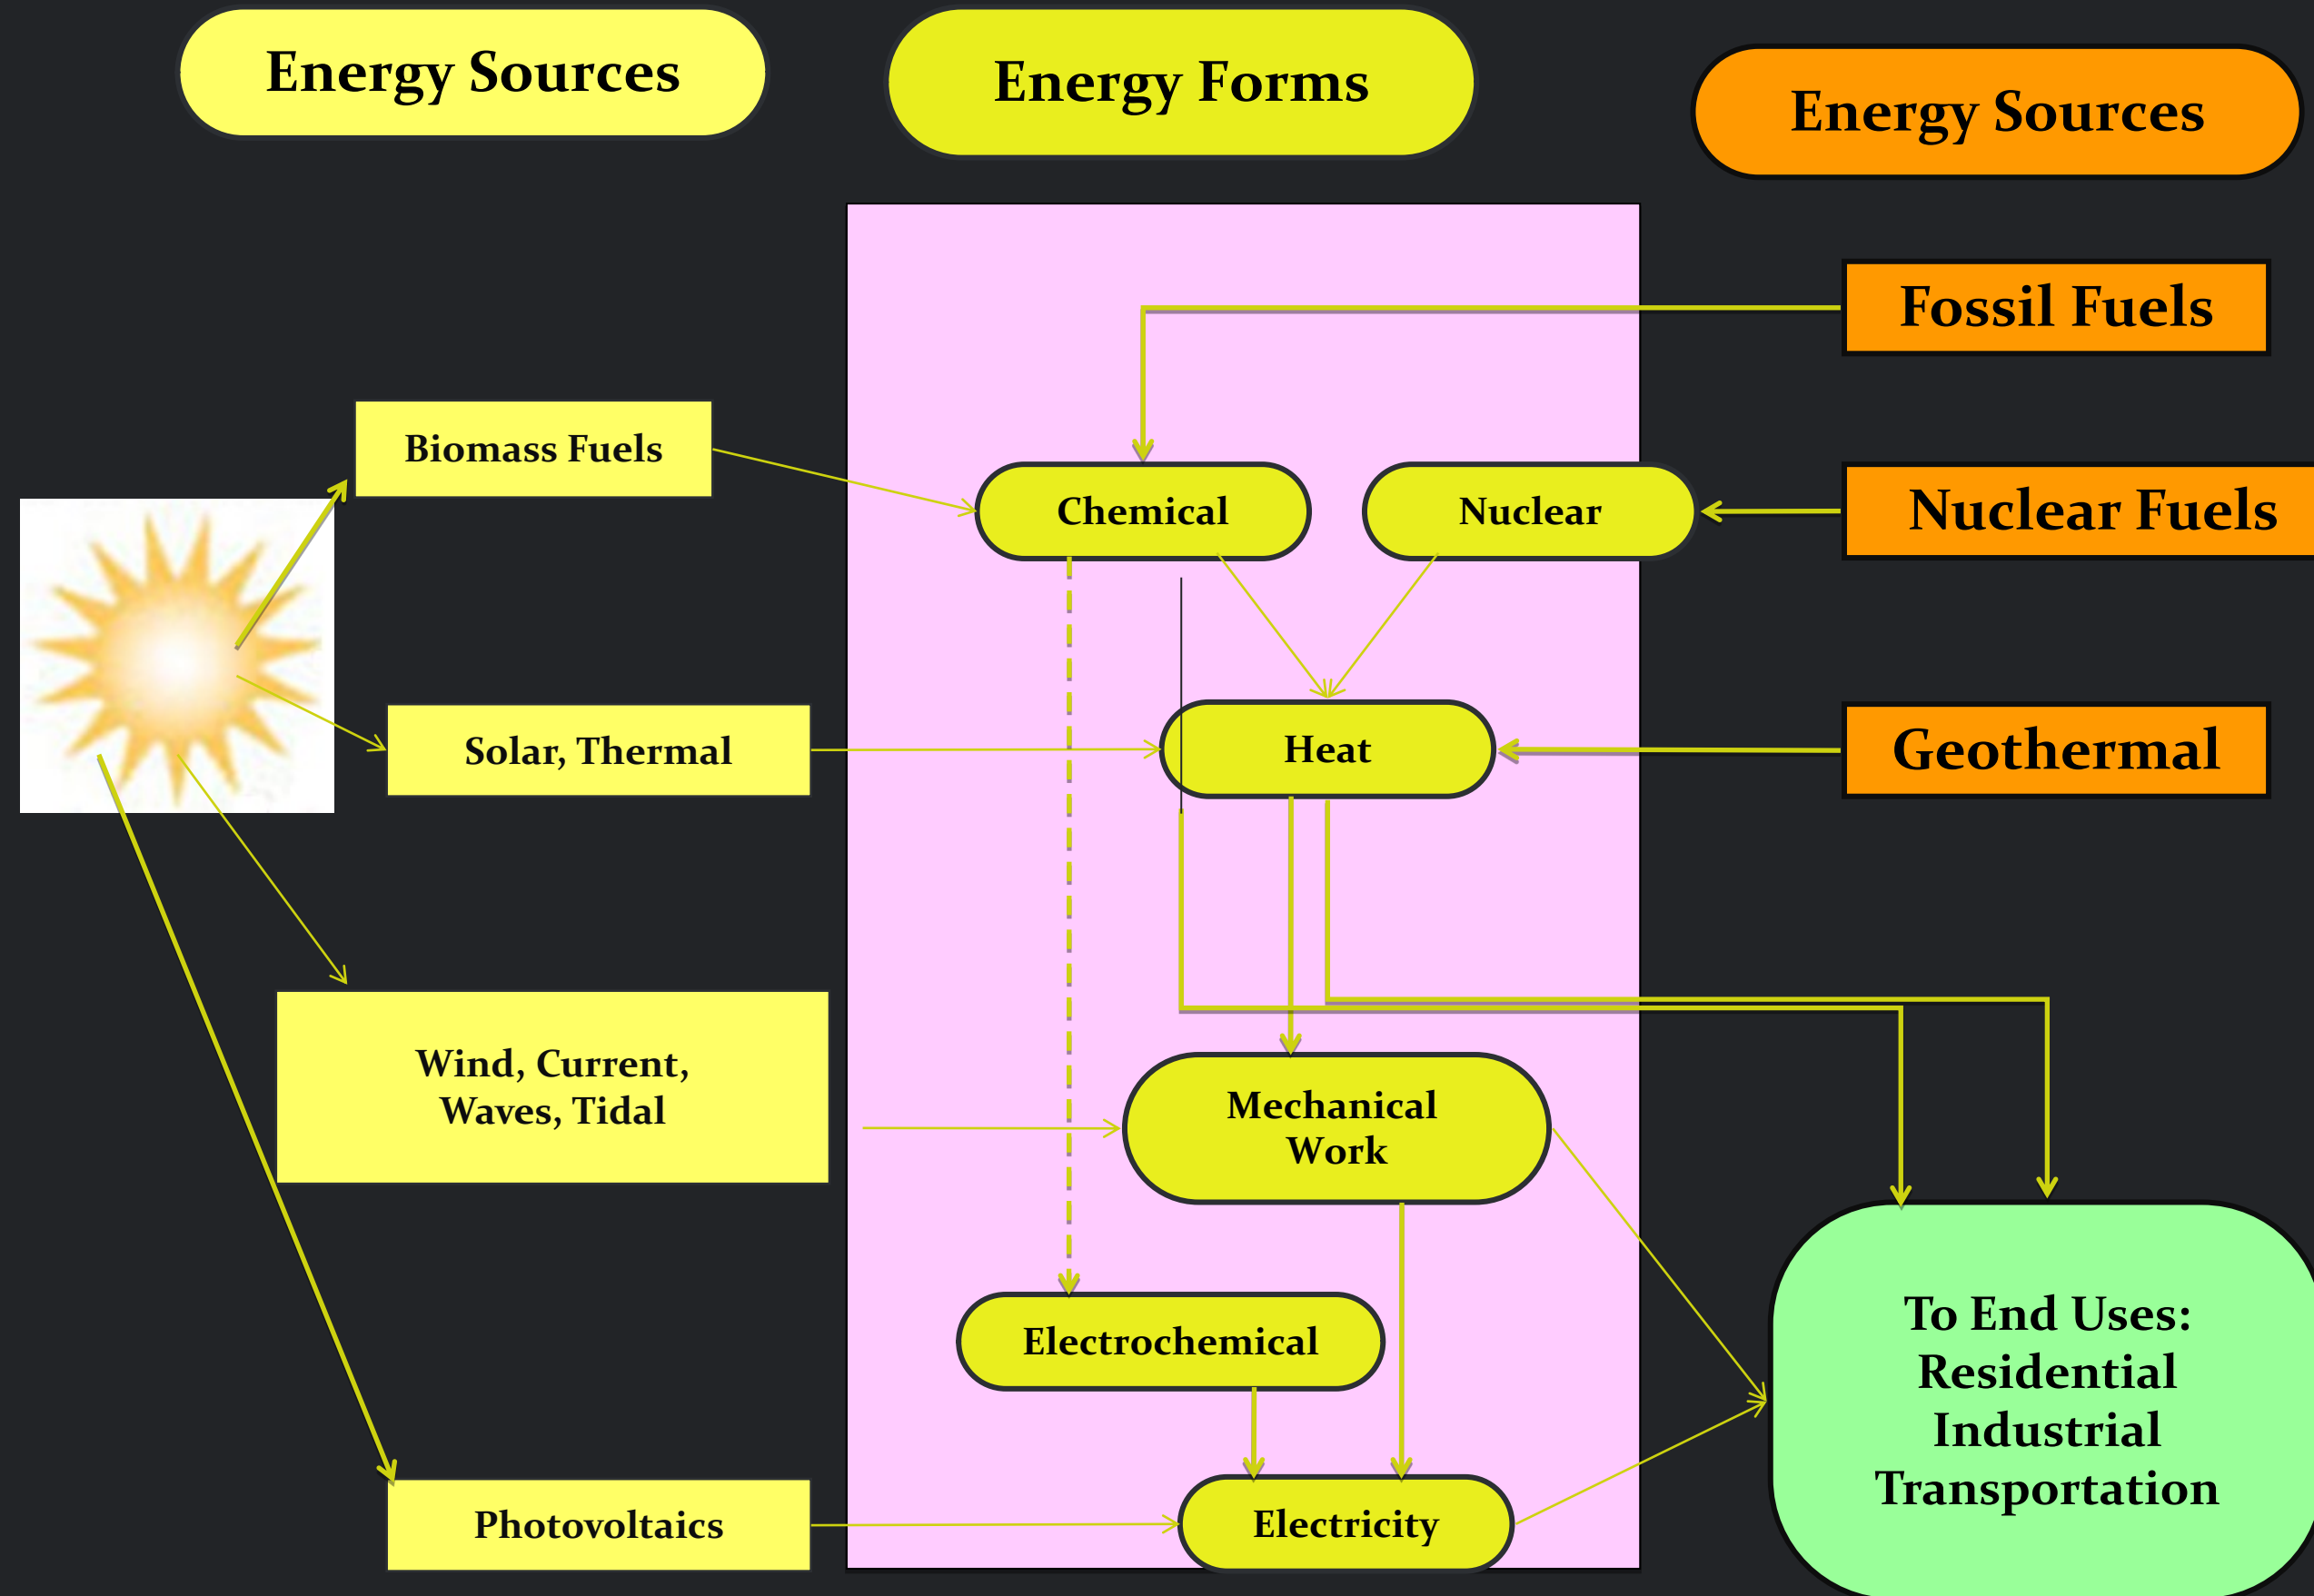 Energy Sources
Energy Forms
Energy Sources
Fossil Fuels
Biomass Fuels
Chemical
Nuclear
Nuclear Fuels
Solar, Thermal
Heat
Geothermal
Wind, Current,
Waves, Tidal
Mechanical
Work
Electrochemical
To End Uses:
Residential
Industrial
Transportation
Photovoltaics
Electricity